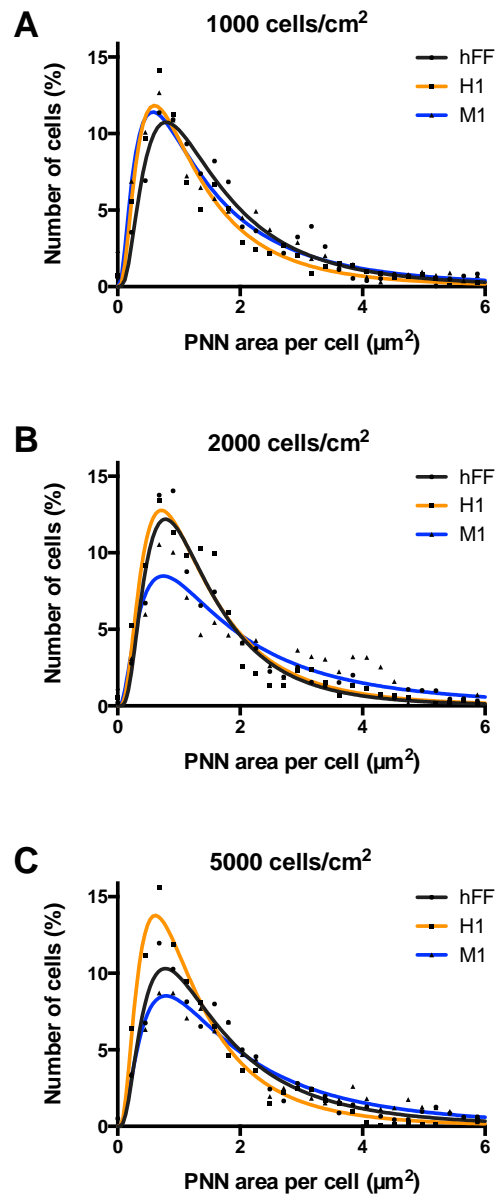 A
1000 cells/cm²
15
10
5
0
Number of cells (%)
hFF
H1
M1
0
2
4
6
PNN area per cell (µm²)
B
2000 cells/cm²
15
10
5
0
Number of cells (%)
hFF
H1
M1
0
2
4
6
PNN area per cell (µm²)
C
5000 cells/cm²
15
10
5
0
Number of cells (%)
hFF
H1
M1
0
2
4
6
PNN area per cell (µm²)